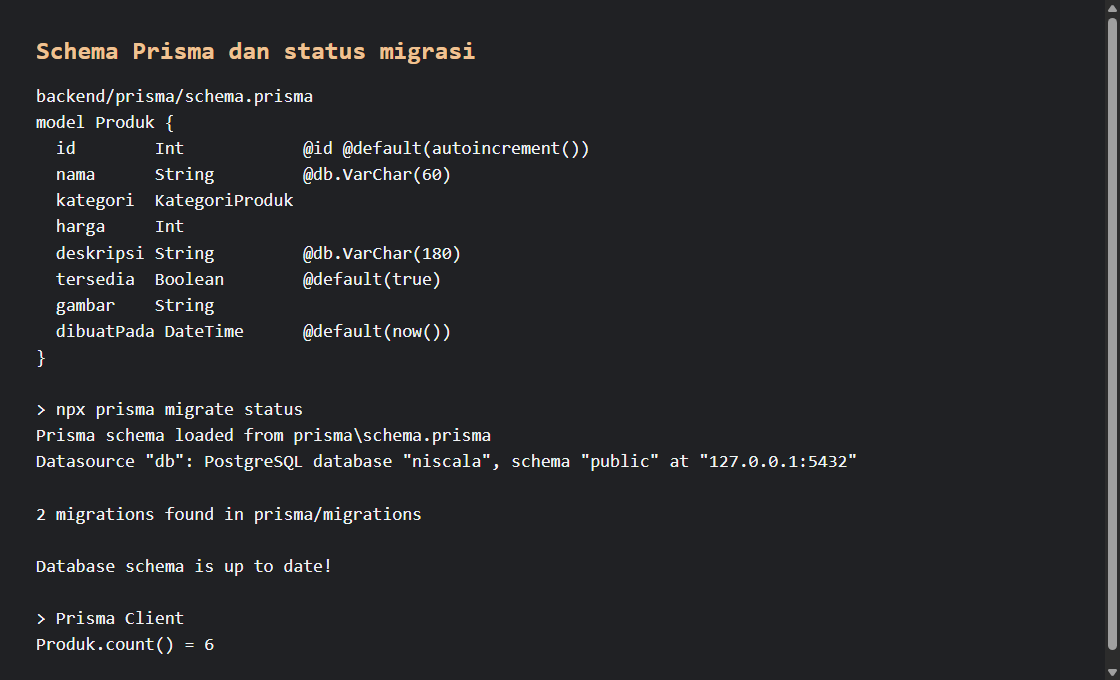 Schema Prisma dan status migrasi
backend/prisma/schema.prisma
model Produk {
  id        Int            @id @default(autoincrement())
  nama      String         @db.VarChar(60)
  kategori  KategoriProduk
  harga     Int
  deskripsi String         @db.VarChar(180)
  tersedia  Boolean        @default(true)
  gambar    String
  dibuatPada DateTime      @default(now())
}
> npx prisma migrate status
Prisma schema loaded from prisma\schema.prisma
Datasource "db": PostgreSQL database "niscala", schema "public" at "127.0.0.1:5432"
2 migrations found in prisma/migrations
Database schema is up to date!
> Prisma Client
Produk.count() = 6